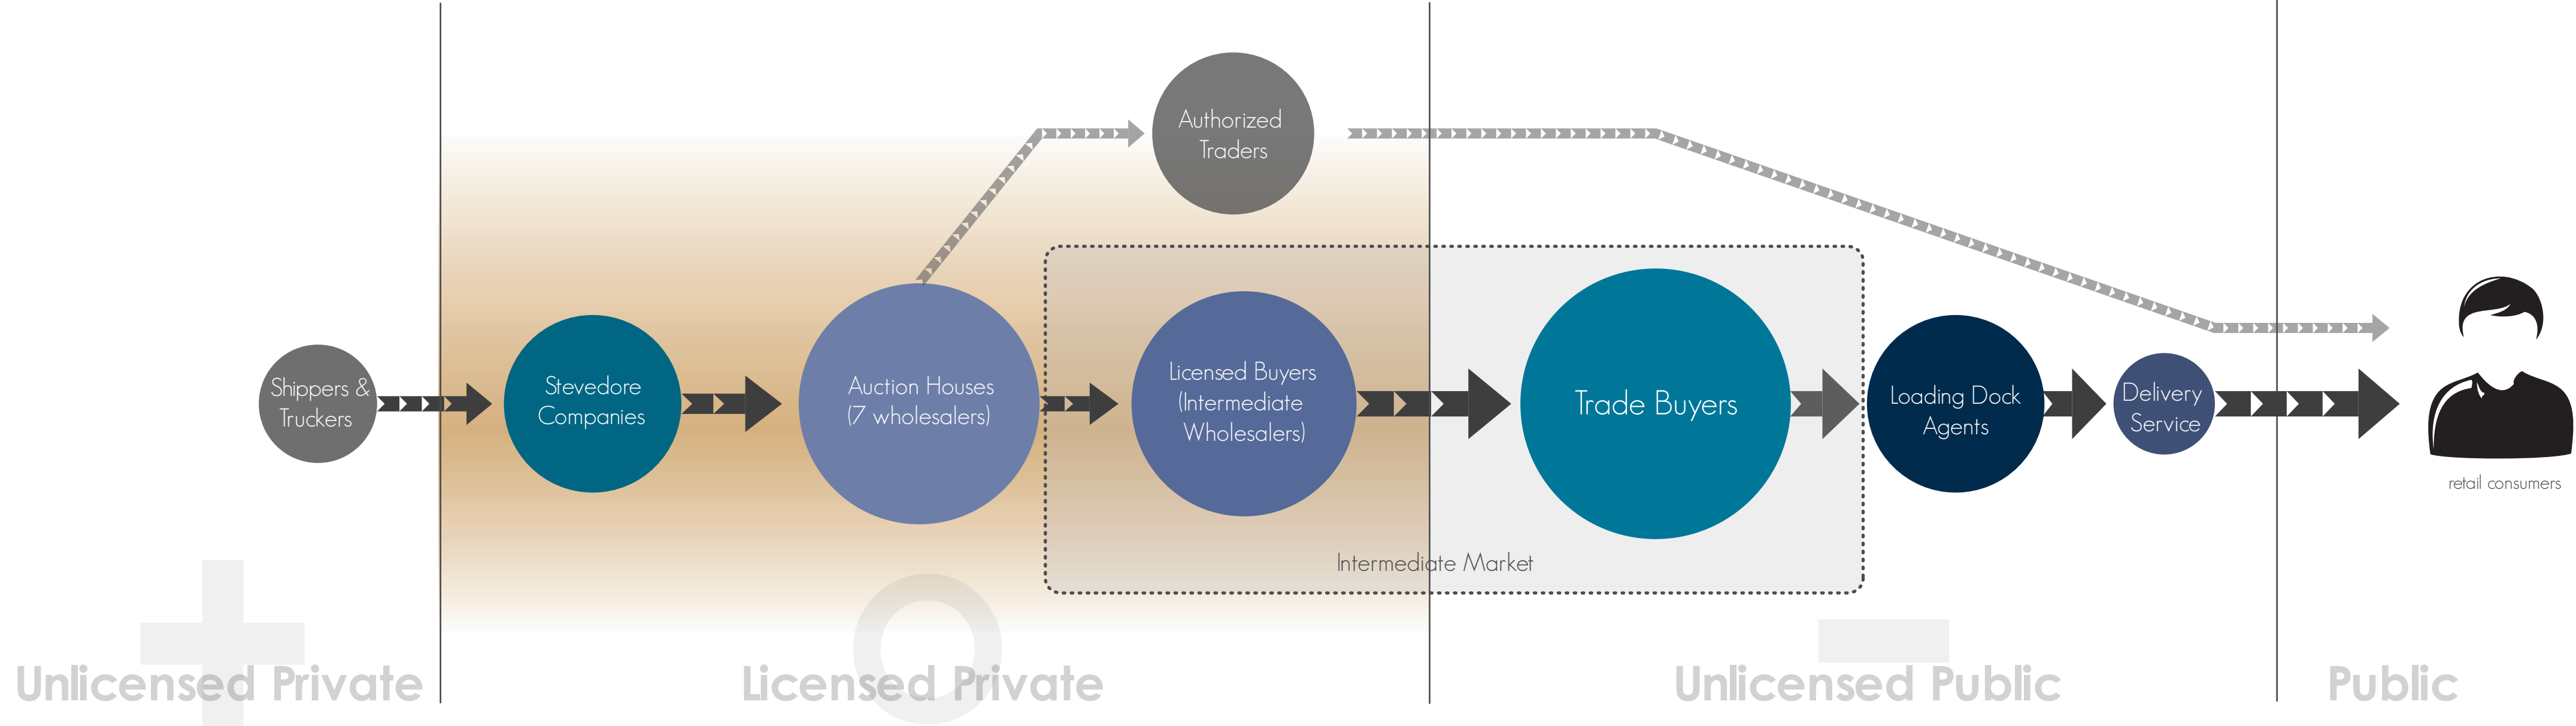 Authorized
Traders
Shippers &
Truckers
Stevedore
Companies
Auction Houses
(7 wholesalers)
Licensed Buyers
(Intermediate
Wholesalers)
Trade Buyers
Loading Dock
Agents
Delivery
Service
retail consumers
Intermediate Market
Unlicensed Private
Licensed Private
Unlicensed Public
Public